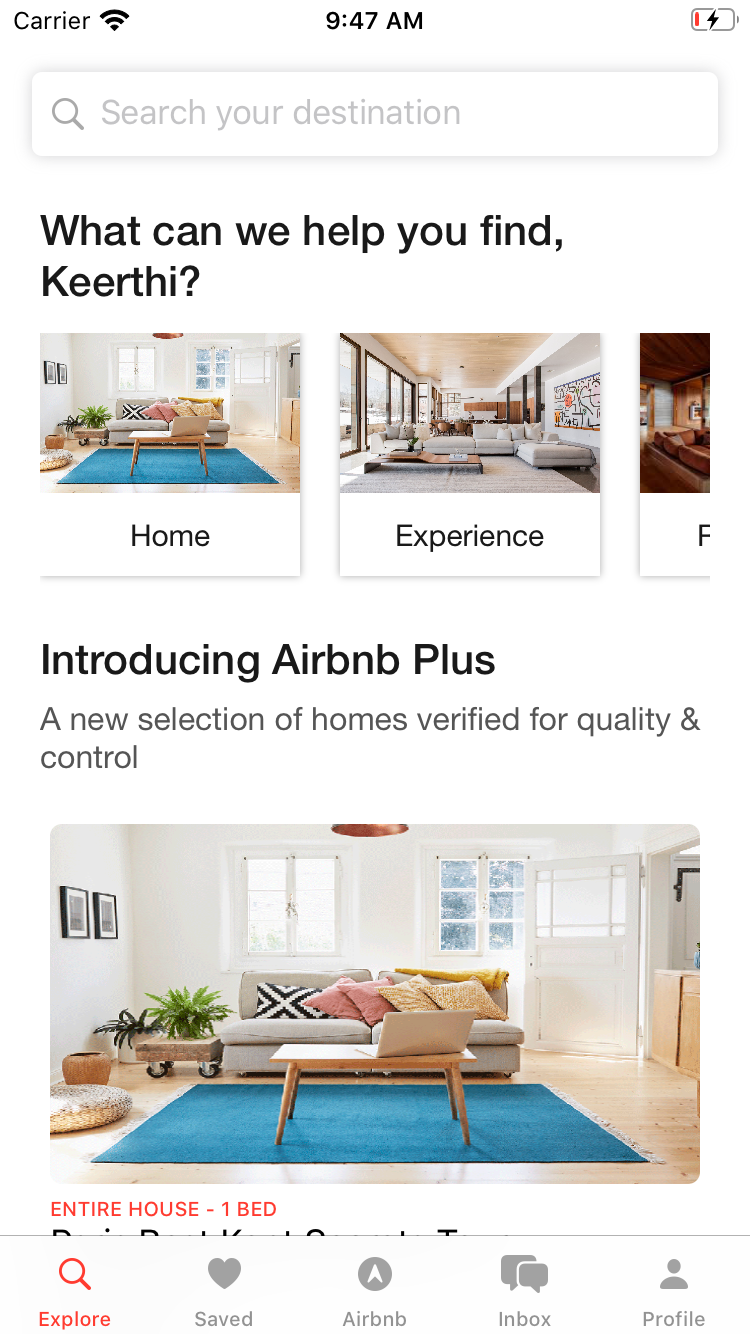 Carrier 9:47 AM
Search your destination
What can we help you find,
Keerthi?
Home Experience
Introducing Airbnb Plus
A new selection of homes verified for quality &
control
ENTIRE HOUSE - 1 BED
Explore Saved Airbnb Inbox Profile